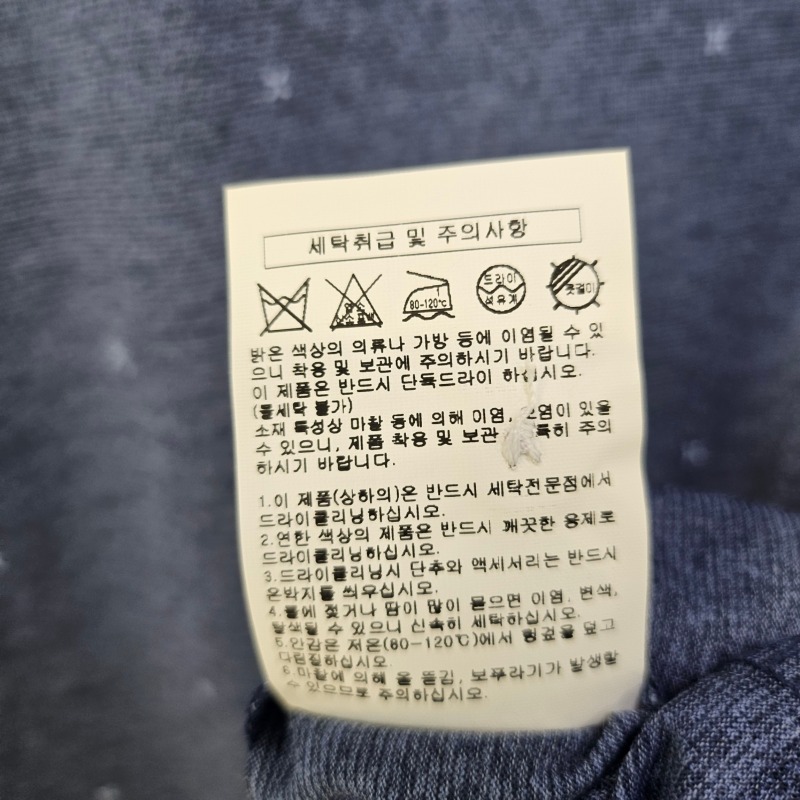 세탁취급 및 주의사항
염소
산소표백
80-120℃
드라이
석유계
옷걸이
밝은 색상의 의류나 가방 등에 이염될 수 있
으니 착용 및 보관에 주의하시기 바랍니다.
이 제품은 반드시 단독드라이 하십시오.
(물세탁 불가)
소재 특성상 마찰 등에 의해 이염, 오염이 있을
수 있으니, 제품 착용 및 보관 특히 주의
하시기 바랍니다.
1.이 제품(상하의)은 반드시 세탁전문점에서
드라이클리닝하십시오.
2.연한 색상의 제품은 반드시 깨끗한 용제로
드라이클리닝하십시오.
3.드라이클리닝시 단추와 액세서리는 반드시
은박지를 씌우십시오.
4.물에 젖거나 땀이 많이 묻으면 이염, 변색,
탈색될 수 있으니 신속히 세탁하십시오.
5.안감은 저온(80-120℃)에서 헝겊을 덮고
다림질하십시오.
6.마찰에 의해 올 뜯김, 보푸라기가 발생할
수 있으므로 주의하십시오.